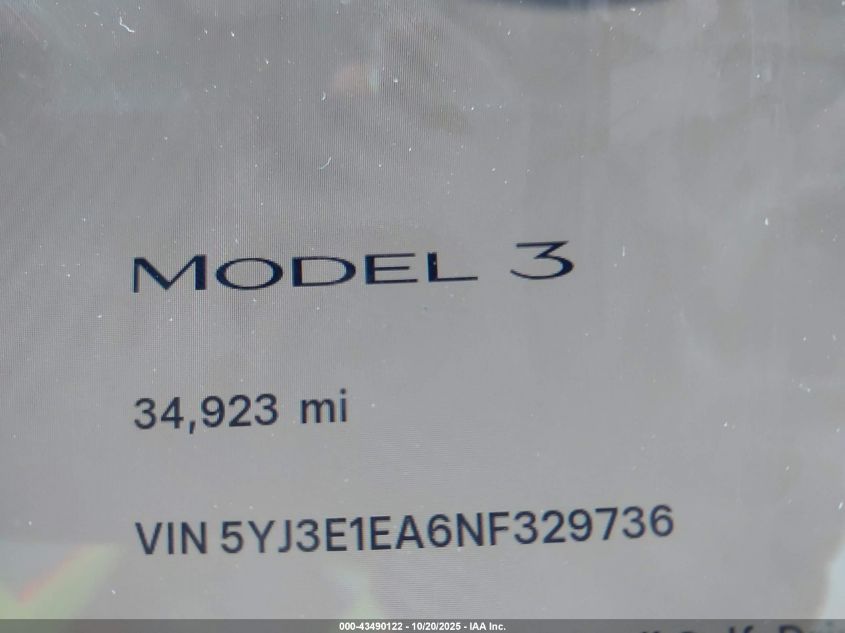 MODEL 3
34,923 mi
VIN 5YJ3E1EA6NF329736
000-43490122 - 10/20/2025 - IAA Inc.